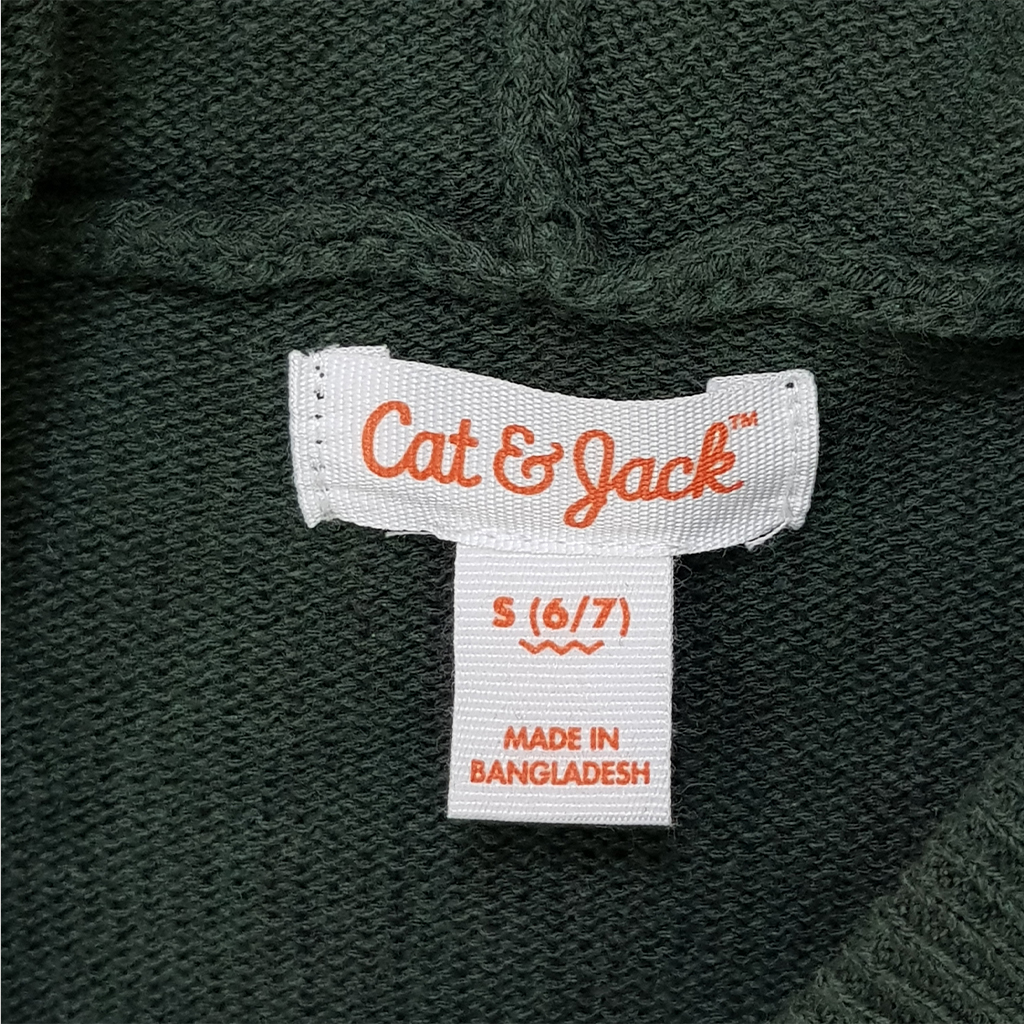 Cat & Jack™
S (6/7)
MADE IN
BANGLADESH